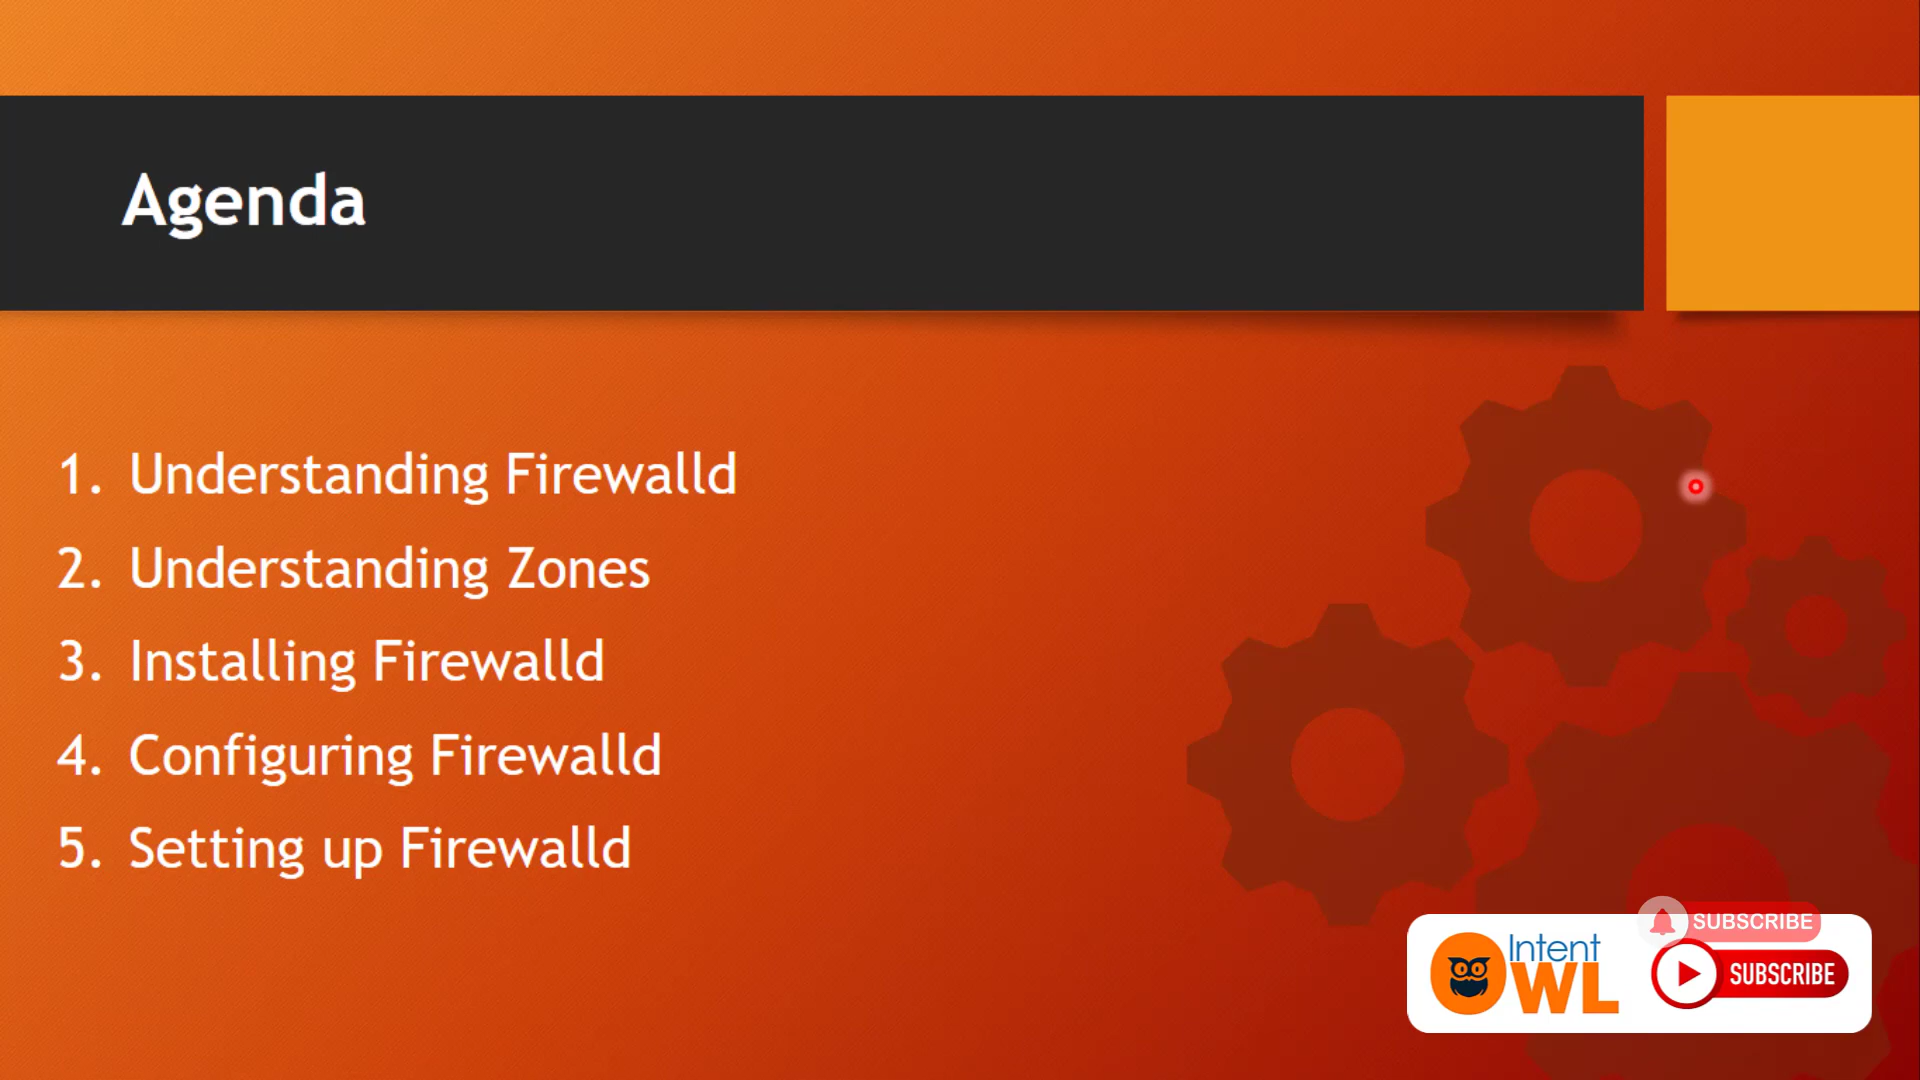 Agenda
1. Understanding Firewalld
2. Understanding Zones
3. Installing Firewalld
4. Configuring Firewalld
5. Setting up Firewalld
SUBSCRIBE
Intent
OWL
SUBSCRIBE